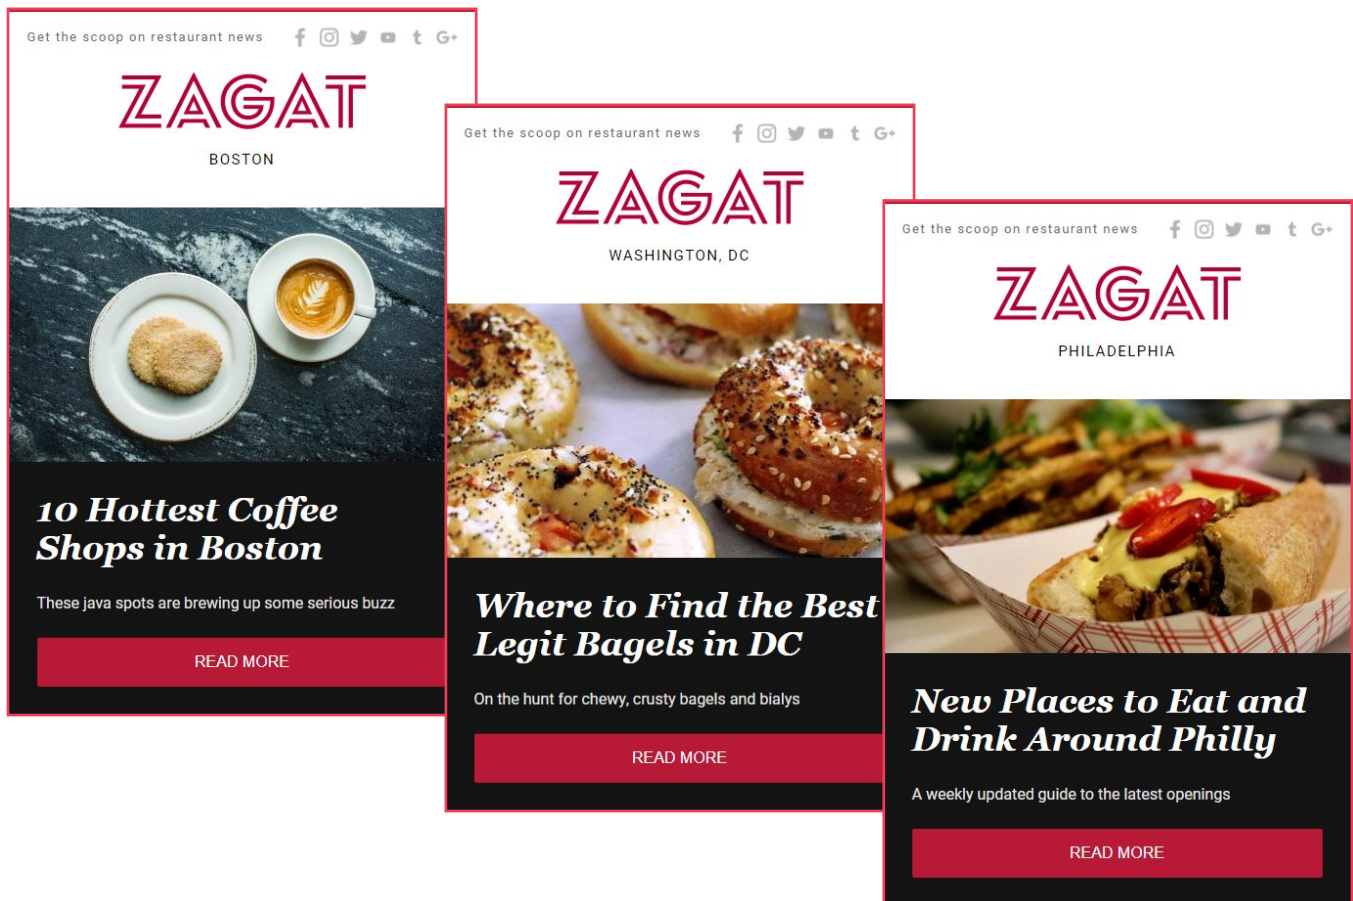 Get the scoop on restaurant news
ZAGAT
BOSTON
10 Hottest Coffee
Shops in Boston
These java spots are brewing up some serious buzz
READ MORE
Get the scoop on restaurant news
ZAGAT
WASHINGTON, DC
Where to Find the Best
Legit Bagels in DC
On the hunt for chewy, crusty bagels and bialys
READ MORE
Get the scoop on restaurant news
ZAGAT
PHILADELPHIA
New Places to Eat and
Drink Around Philly
A weekly updated guide to the latest openings
READ MORE